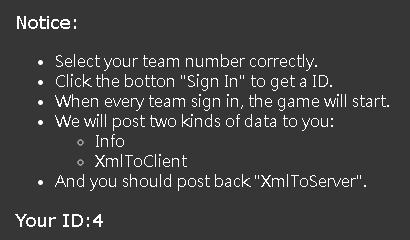 Notice:
Select your team number correctly.
Click the botton "Sign In" to get a ID.
When every team sign in, the game will start.
We will post two kinds of data to you:
Info
XmlToClient
And you should post back "XmlToServer".
Your ID:4